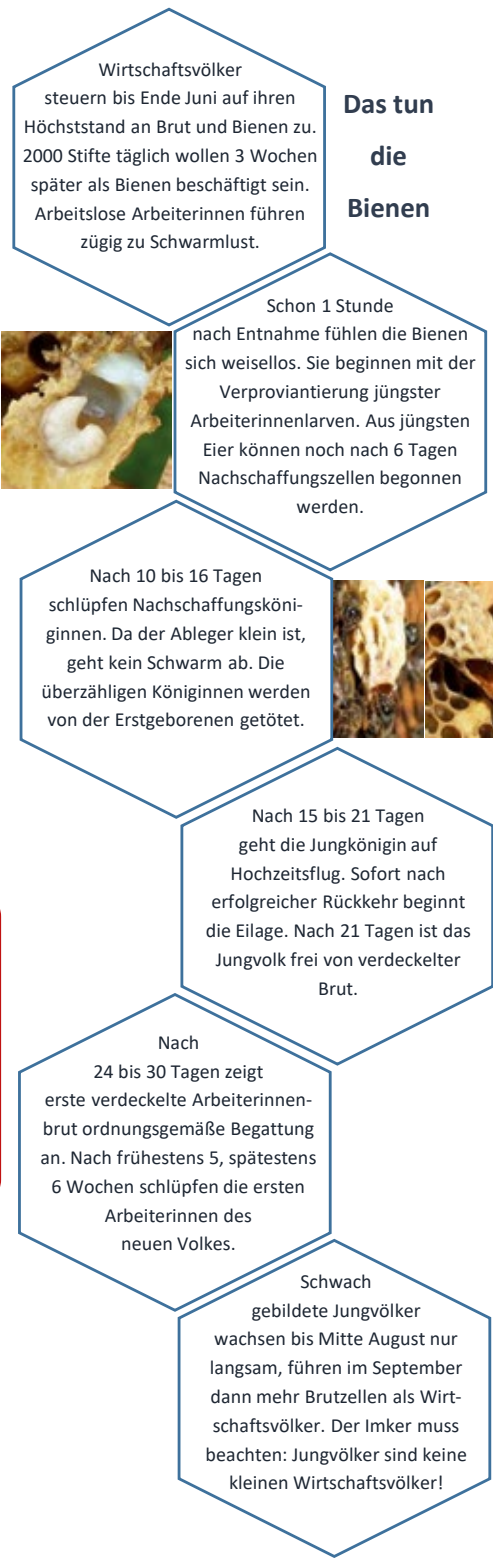 Wirtschaftsvölker
steuern bis Ende Juni auf ihren
Höchststand an Brut und Bienen zu.
2000 Stifte täglich wollen 3 Wochen
später als Bienen beschäftigt sein.
Arbeitslose Arbeiterinnen führen
zügig zu Schwarmlust.
Das tun
die
Bienen
Schon 1 Stunde
nach Entnahme fühlen die Bienen
sich weisellos. Sie beginnen mit der
Verproviantierung jüngster
Arbeiterinnenlarven. Aus jüngsten
Eier können noch nach 6 Tagen
Nachschaffungszellen begonnen
werden.
Nach 10 bis 16 Tagen
schlüpfen Nachschaffungsköni-
ginnen. Da der Ableger klein ist,
geht kein Schwarm ab. Die
überzähligen Königinnen werden
von der Erstgeborenen getötet.
Nach 15 bis 21 Tagen
geht die Jungkönigin auf
Hochzeitsflug. Sofort nach
erfolgreicher Rückkehr beginnt
die Eilage. Nach 21 Tagen ist das
Jungvolk frei von verdeckelter
Brut.
Nach
24 bis 30 Tagen zeigt
erste verdeckelte Arbeiterinnen-
brut ordnungsgemäße Begattung
an. Nach frühestens 5, spätestens
6 Wochen schlüpfen die ersten
Arbeiterinnen des
neuen Volkes.
Schwach
gebildete Jungvölker
wachsen bis Mitte August nur
langsam, führen im September
dann mehr Brutzellen als Wirt-
schaftsvölker. Der Imker muss
beachten: Jungvölker sind keine
kleinen Wirtschaftsvölker!